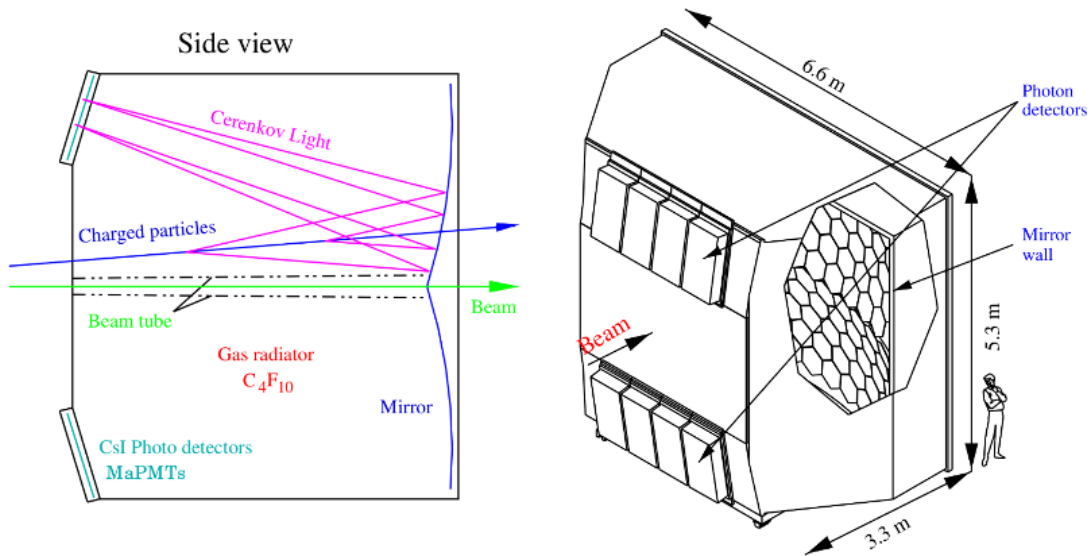 Side view
Cerenkov Light
Charged particles
Beam tube
Beam
Gas radiator
C₄F₁₀
Mirror
CsI Photo detectors
MaPMTs
6.6 m
Photon
detectors
Mirror
wall
Beam
5.3 m
3.3 m